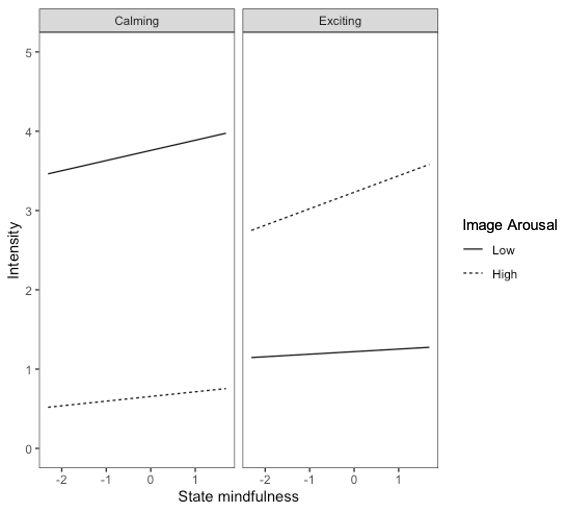 Calming
Exciting
5
4
3
2
1
0
Intensity
-2 -1 0 1
-2 -1 0 1
State mindfulness
Image Arousal
Low
High